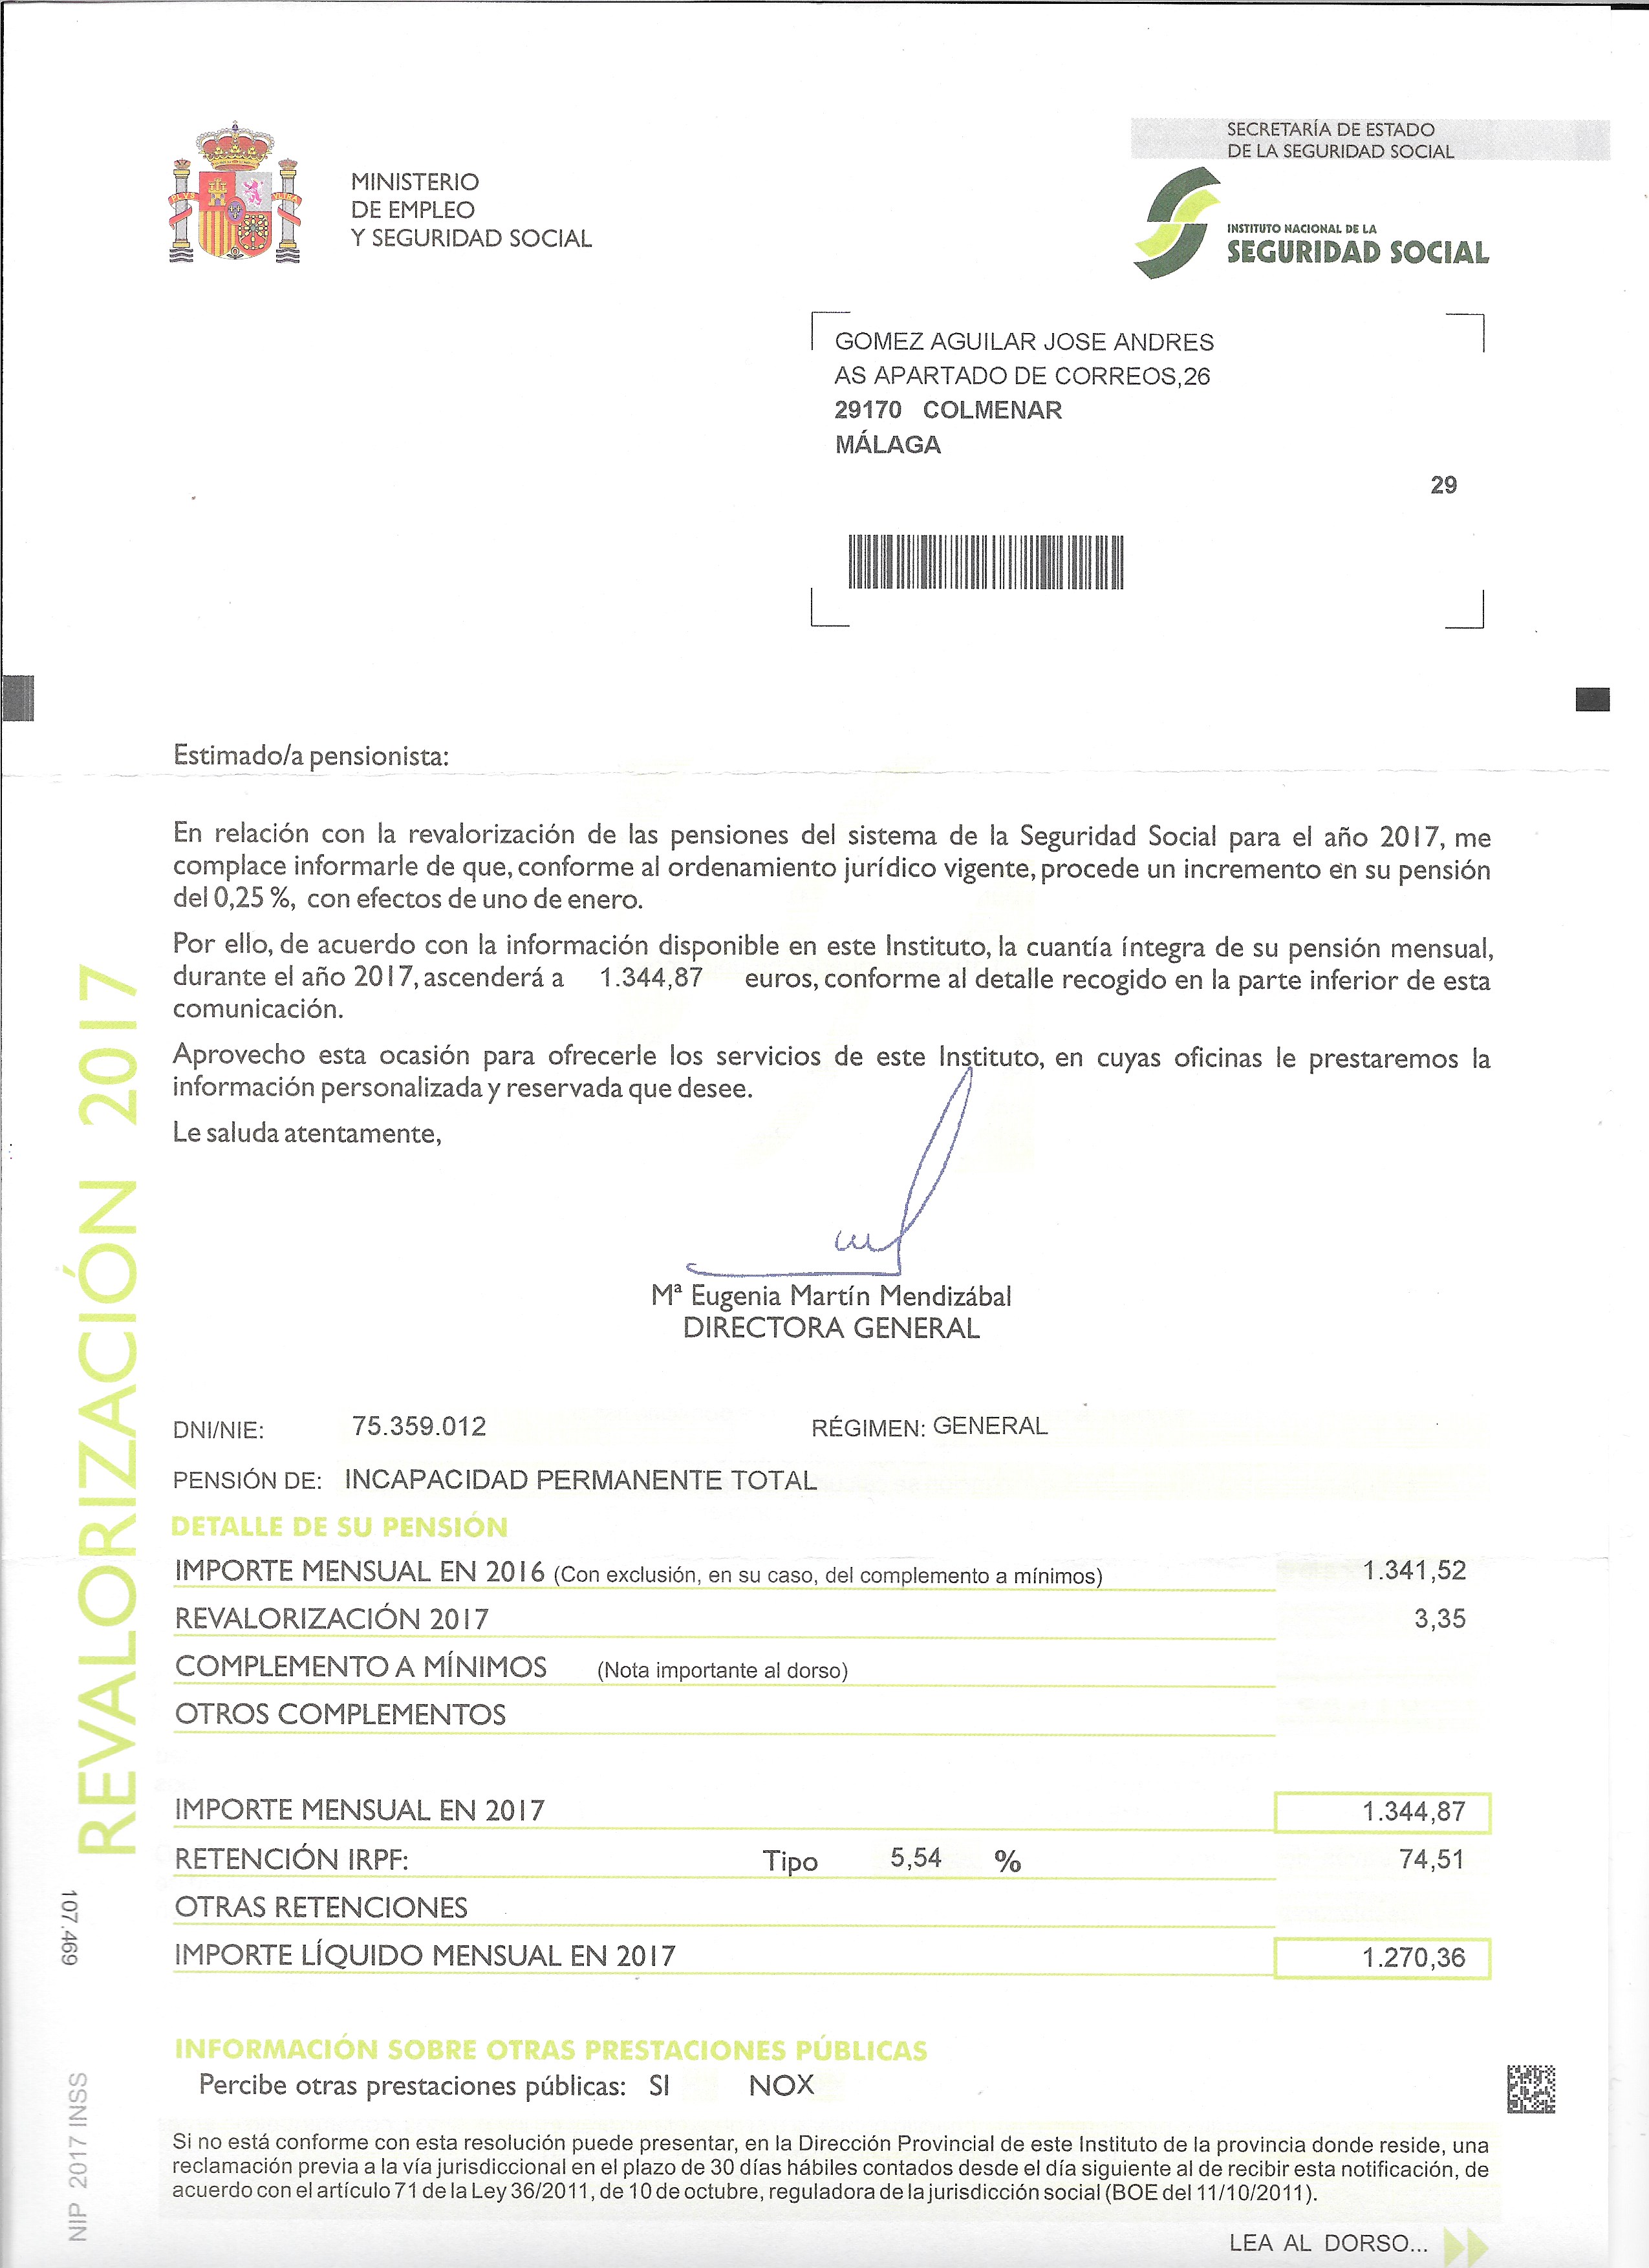 SECRETARÍA DE ESTADO
DE LA SEGURIDAD SOCIAL
MINISTERIO
DE EMPLEO
Y SEGURIDAD SOCIAL
PLVS VLTRA
INSTITUTO NACIONAL DE LA
SEGURIDAD SOCIAL
GOMEZ AGUILAR JOSE ANDRES
AS APARTADO DE CORREOS,26
29170 COLMENAR
MÁLAGA
29
Estimado/a pensionista:
En relación con la revalorización de las pensiones del sistema de la Seguridad Social para el año 2017, me
complace informarle de que, conforme al ordenamiento jurídico vigente, procede un incremento en su pensión
del 0,25 %, con efectos de uno de enero.
Por ello, de acuerdo con la información disponible en este Instituto, la cuantía íntegra de su pensión mensual,
durante el año 2017, ascenderá a 1.344,87 euros, conforme al detalle recogido en la parte inferior de esta
comunicación.
Aprovecho esta ocasión para ofrecerle los servicios de este Instituto, en cuyas oficinas le prestaremos la
información personalizada y reservada que desee.
Le saluda atentamente,
Mª Eugenia Martín Mendizábal
DIRECTORA GENERAL
REVALORIZACIÓN 2017
DNI/NIE: 75.359.012 RÉGIMEN: GENERAL
PENSIÓN DE: INCAPACIDAD PERMANENTE TOTAL
DETALLE DE SU PENSIÓN
IMPORTE MENSUAL EN 2016 (Con exclusión, en su caso, del complemento a mínimos) 1.341,52
REVALORIZACIÓN 2017 3,35
COMPLEMENTO A MÍNIMOS (Nota importante al dorso)
OTROS COMPLEMENTOS
IMPORTE MENSUAL EN 2017 1.344,87
RETENCIÓN IRPF: Tipo 5,54 % 74,51
OTRAS RETENCIONES
IMPORTE LÍQUIDO MENSUAL EN 2017 1.270,36
107.469
NIP 2017 INSS
INFORMACIÓN SOBRE OTRAS PRESTACIONES PÚBLICAS
Percibe otras prestaciones públicas: SI NOX
Si no está conforme con esta resolución puede presentar, en la Dirección Provincial de este Instituto de la provincia donde reside, una
reclamación previa a la vía jurisdiccional en el plazo de 30 días hábiles contados desde el día siguiente al de recibir esta notificación, de
acuerdo con el artículo 71 de la Ley 36/2011, de 10 de octubre, reguladora de la jurisdicción social (BOE del 11/10/2011).
LEA AL DORSO...